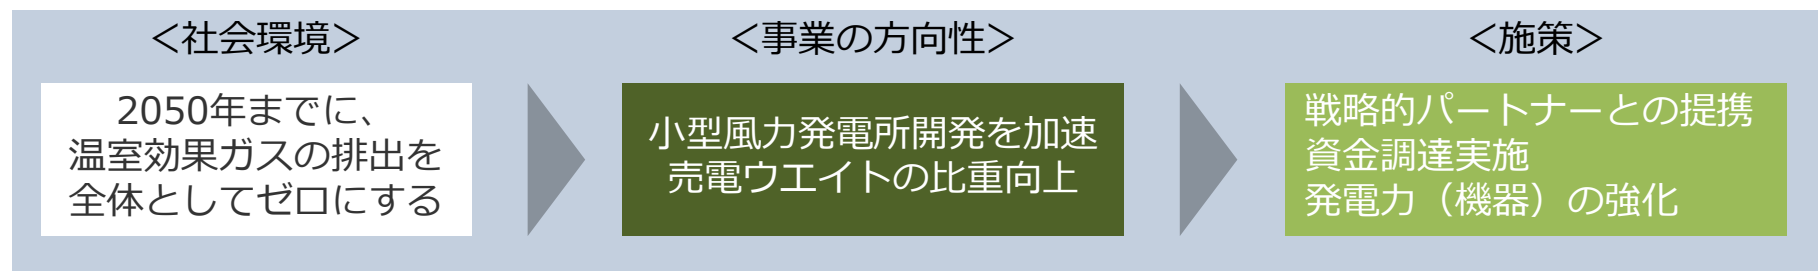 ＜社会環境＞
2050年までに、
温室効果ガスの排出を
全体としてゼロにする
＜事業の方向性＞
小型風力発電所開発を加速
売電ウエイトの比重向上
＜施策＞
戦略的パートナーとの提携
資金調達実施
発電力（機器）の強化